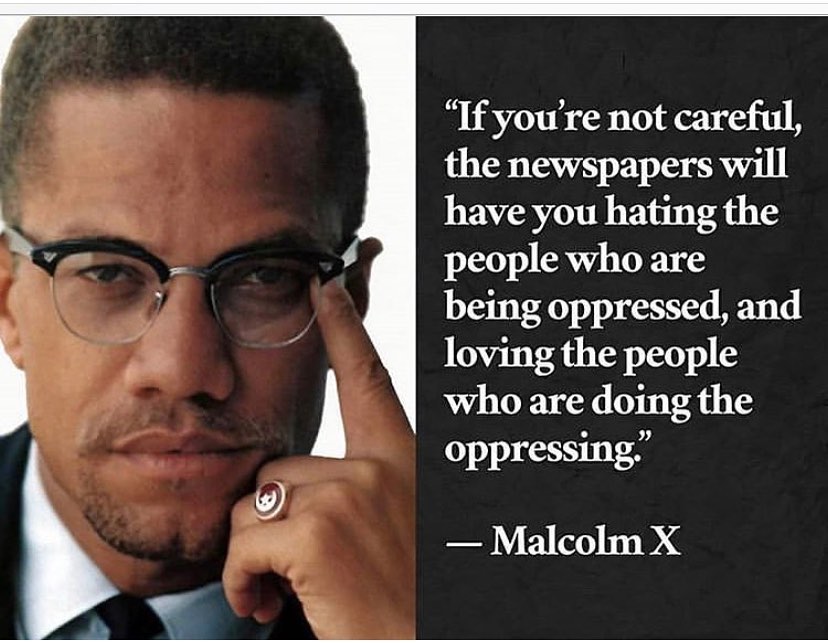 “If you’re not careful,
the newspapers will
have you hating the
people who are
being oppressed, and
loving the people
who are doing the
oppressing.”
— Malcolm X